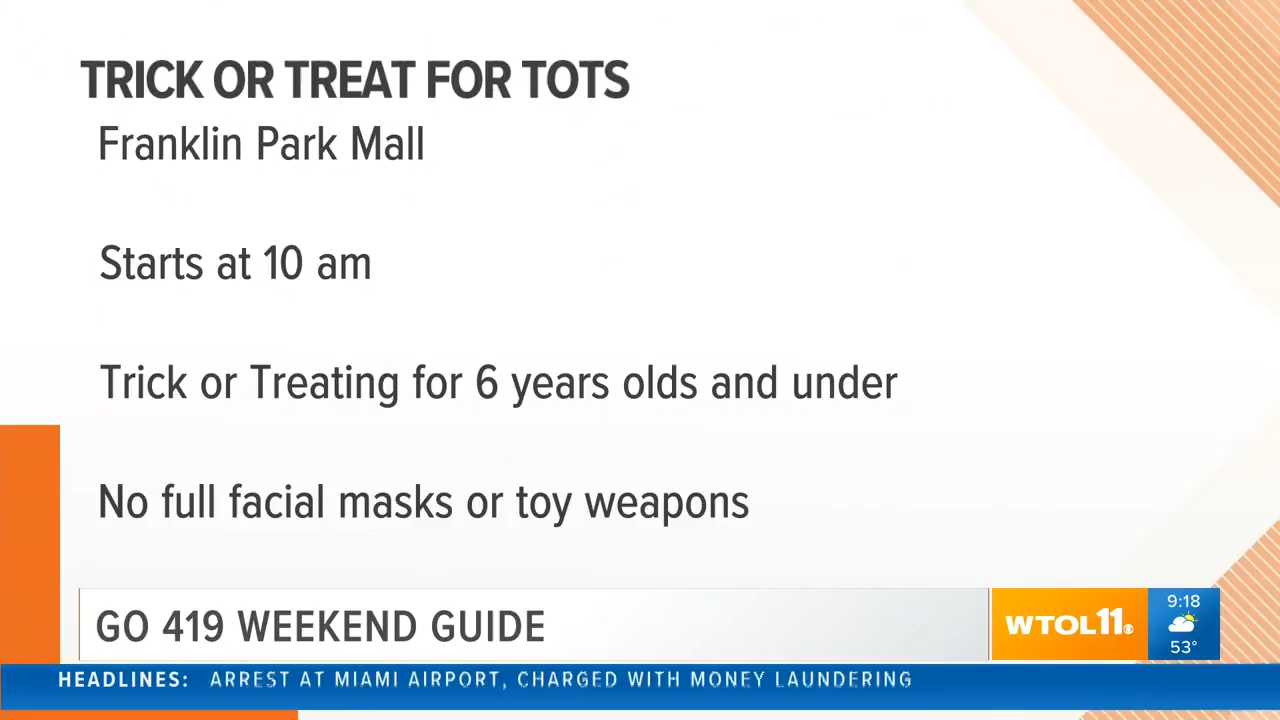 TRICK OR TREAT FOR TOTS
Franklin Park Mall
Starts at 10 am
Trick or Treating for 6 years olds and under
No full facial masks or toy weapons
GO 419 WEEKEND GUIDE
WTOL11
9:18
53°
HEADLINES: ARREST AT MIAMI AIRPORT, CHARGED WITH MONEY LAUNDERING